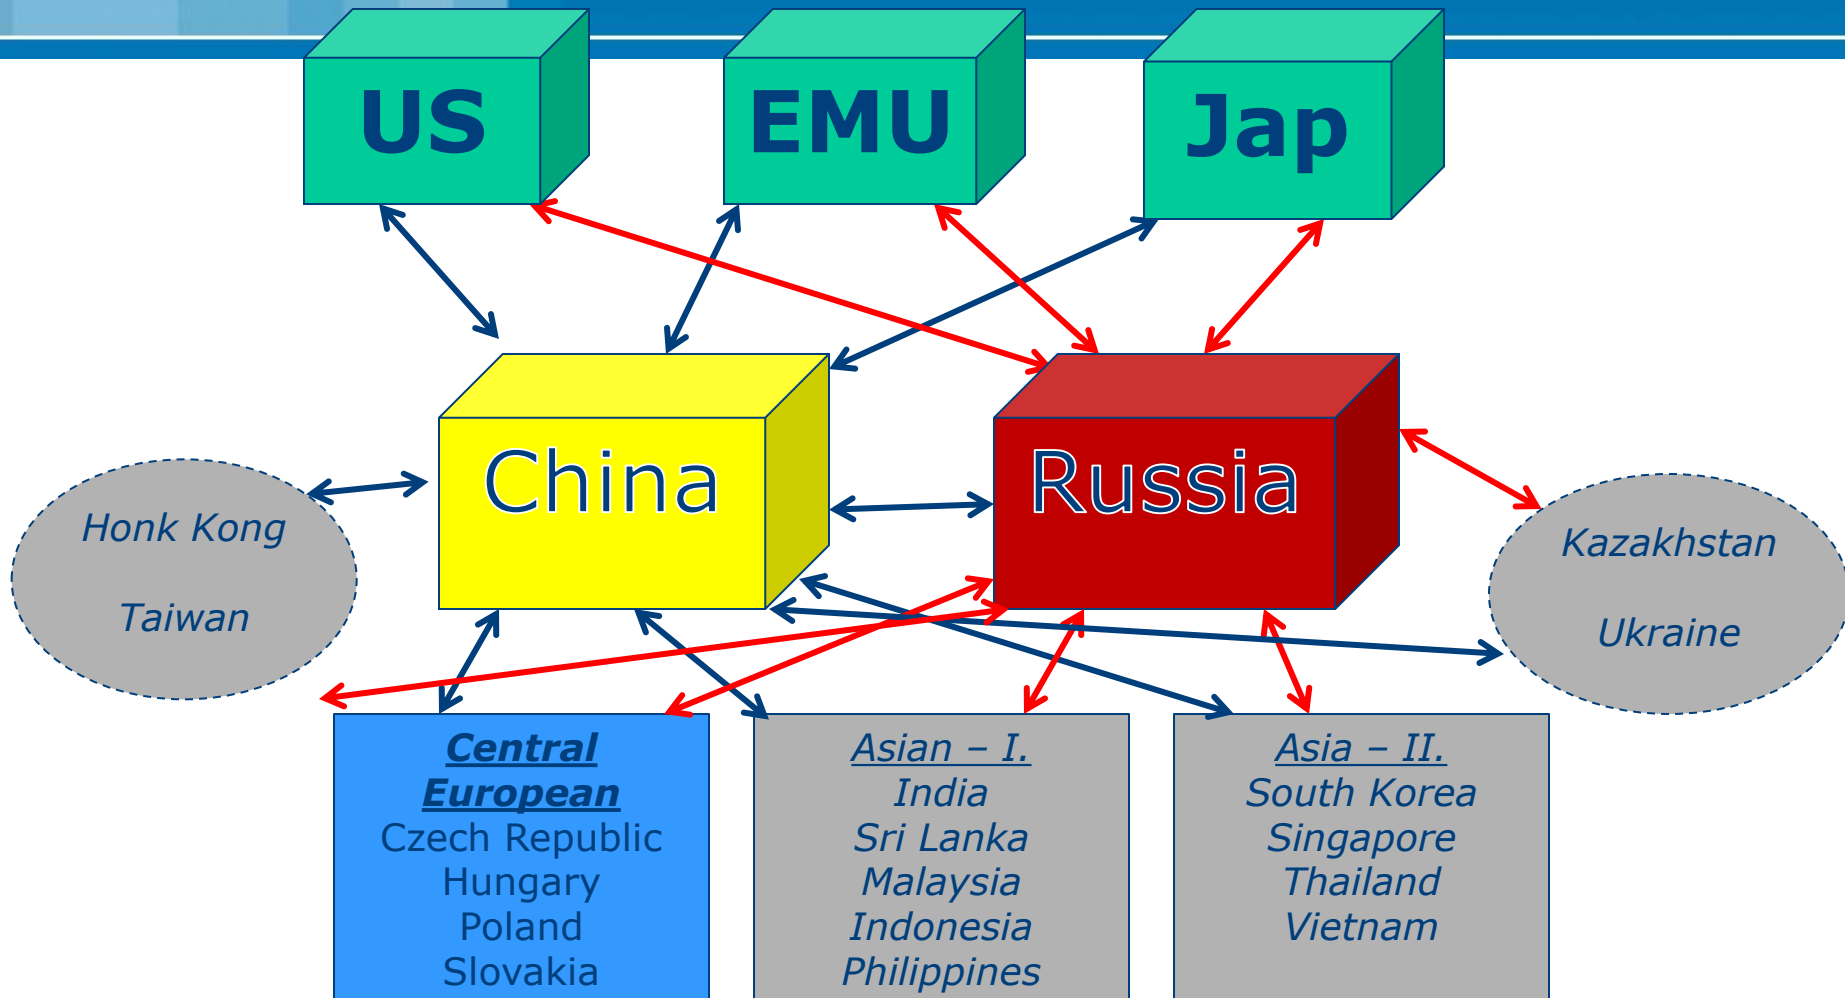 US
EMU
Jap
China
Russia
Honk Kong
Taiwan
Kazakhstan
Ukraine
Central
European
Czech Republic
Hungary
Poland
Slovakia
Asian – I.
India
Sri Lanka
Malaysia
Indonesia
Philippines
Asia – II.
South Korea
Singapore
Thailand
Vietnam